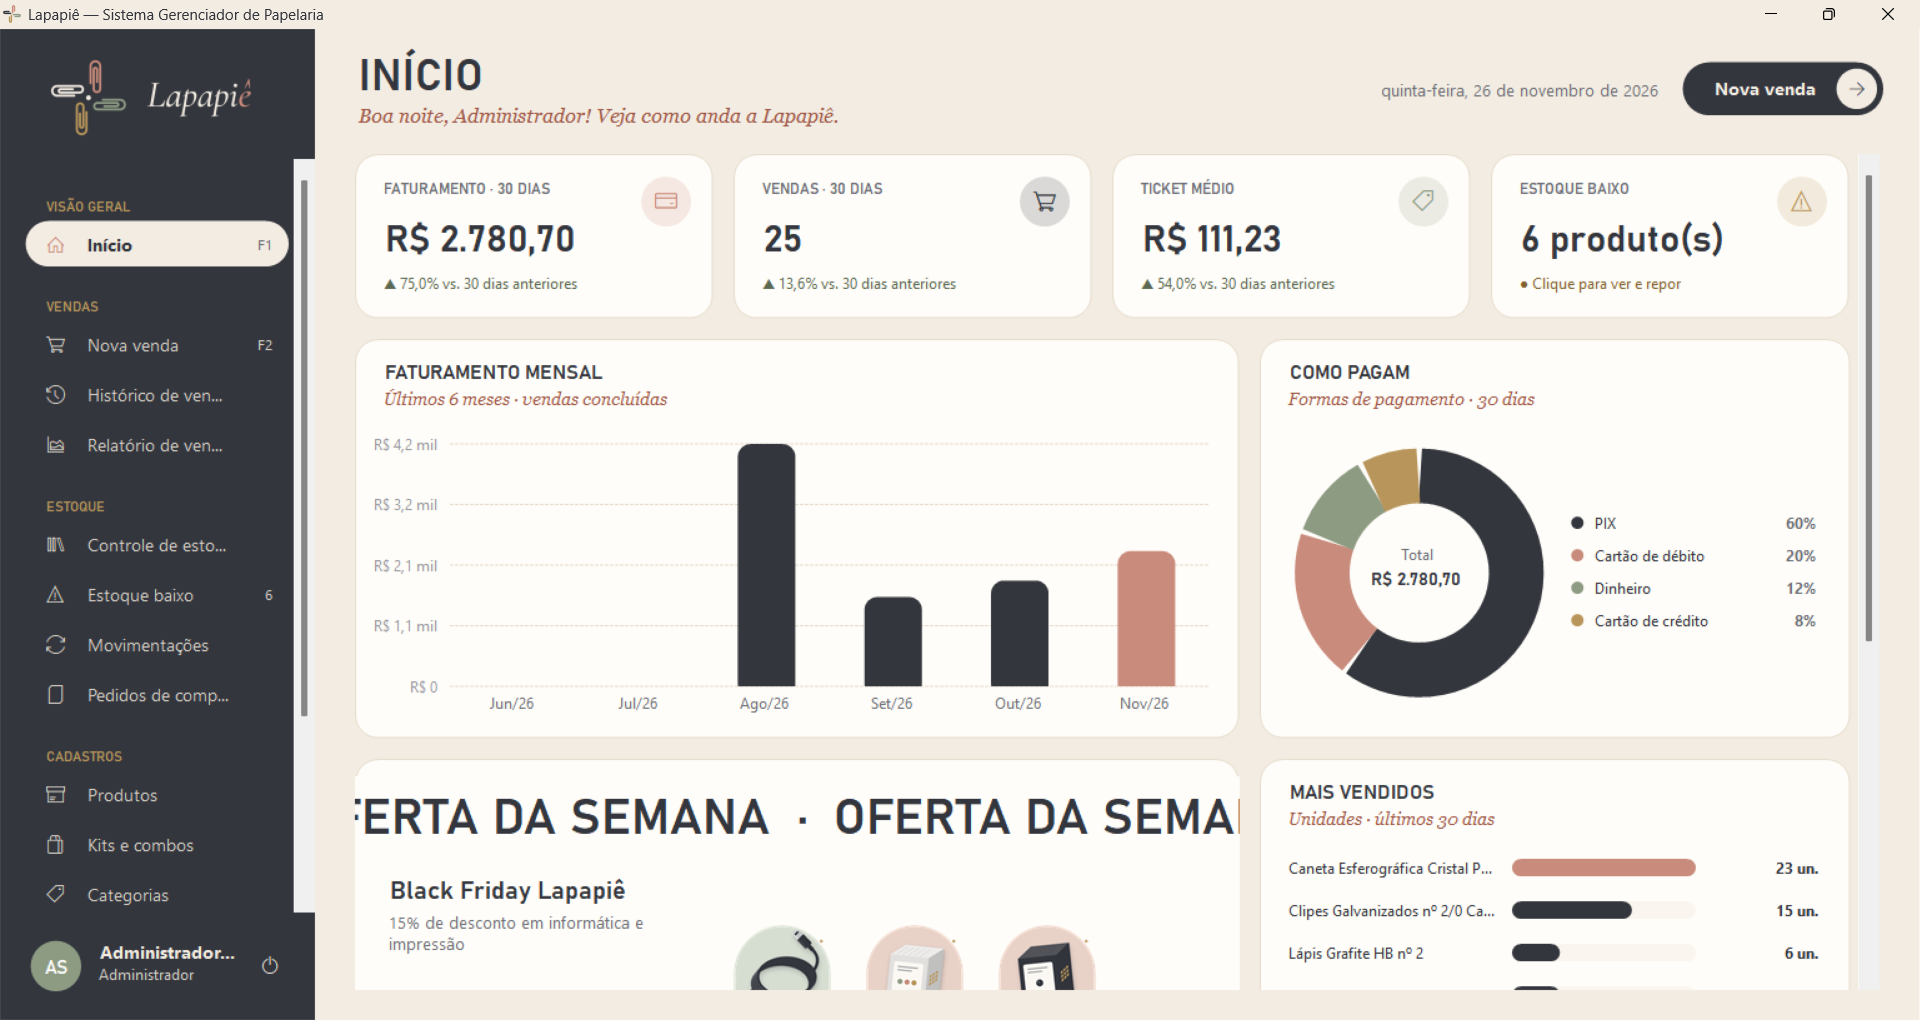 Lapapiê — Sistema Gerenciador de Papelaria
Lapapiê
VISÃO GERAL
Início F1
VENDAS
Nova venda F2
Histórico de ven...
Relatório de ven...
ESTOQUE
Controle de esto...
Estoque baixo 6
Movimentações
Pedidos de comp...
CADASTROS
Produtos
Kits e combos
Categorias
AS
Administrador...
Administrador
INÍCIO
Boa noite, Administrador! Veja como anda a Lapapiê.
quinta-feira, 26 de novembro de 2026
Nova venda
FATURAMENTO · 30 DIAS
R$ 2.780,70
▲ 75,0% vs. 30 dias anteriores
VENDAS · 30 DIAS
25
▲ 13,6% vs. 30 dias anteriores
TICKET MÉDIO
R$ 111,23
▲ 54,0% vs. 30 dias anteriores
ESTOQUE BAIXO
6 produto(s)
● Clique para ver e repor
FATURAMENTO MENSAL
Últimos 6 meses · vendas concluídas
R$ 4,2 mil
R$ 3,2 mil
R$ 2,1 mil
R$ 1,1 mil
R$ 0
Jun/26 Jul/26 Ago/26 Set/26 Out/26 Nov/26
COMO PAGAM
Formas de pagamento · 30 dias
Total
R$ 2.780,70
PIX 60%
Cartão de débito 20%
Dinheiro 12%
Cartão de crédito 8%
FERTA DA SEMANA · OFERTA DA SEMA
Black Friday Lapapiê
15% de desconto em informática e
impressão
MAIS VENDIDOS
Unidades · últimos 30 dias
Caneta Esferográfica Cristal P... 23 un.
Clipes Galvanizados nº 2/0 Ca... 15 un.
Lápis Grafite HB nº 2 6 un.